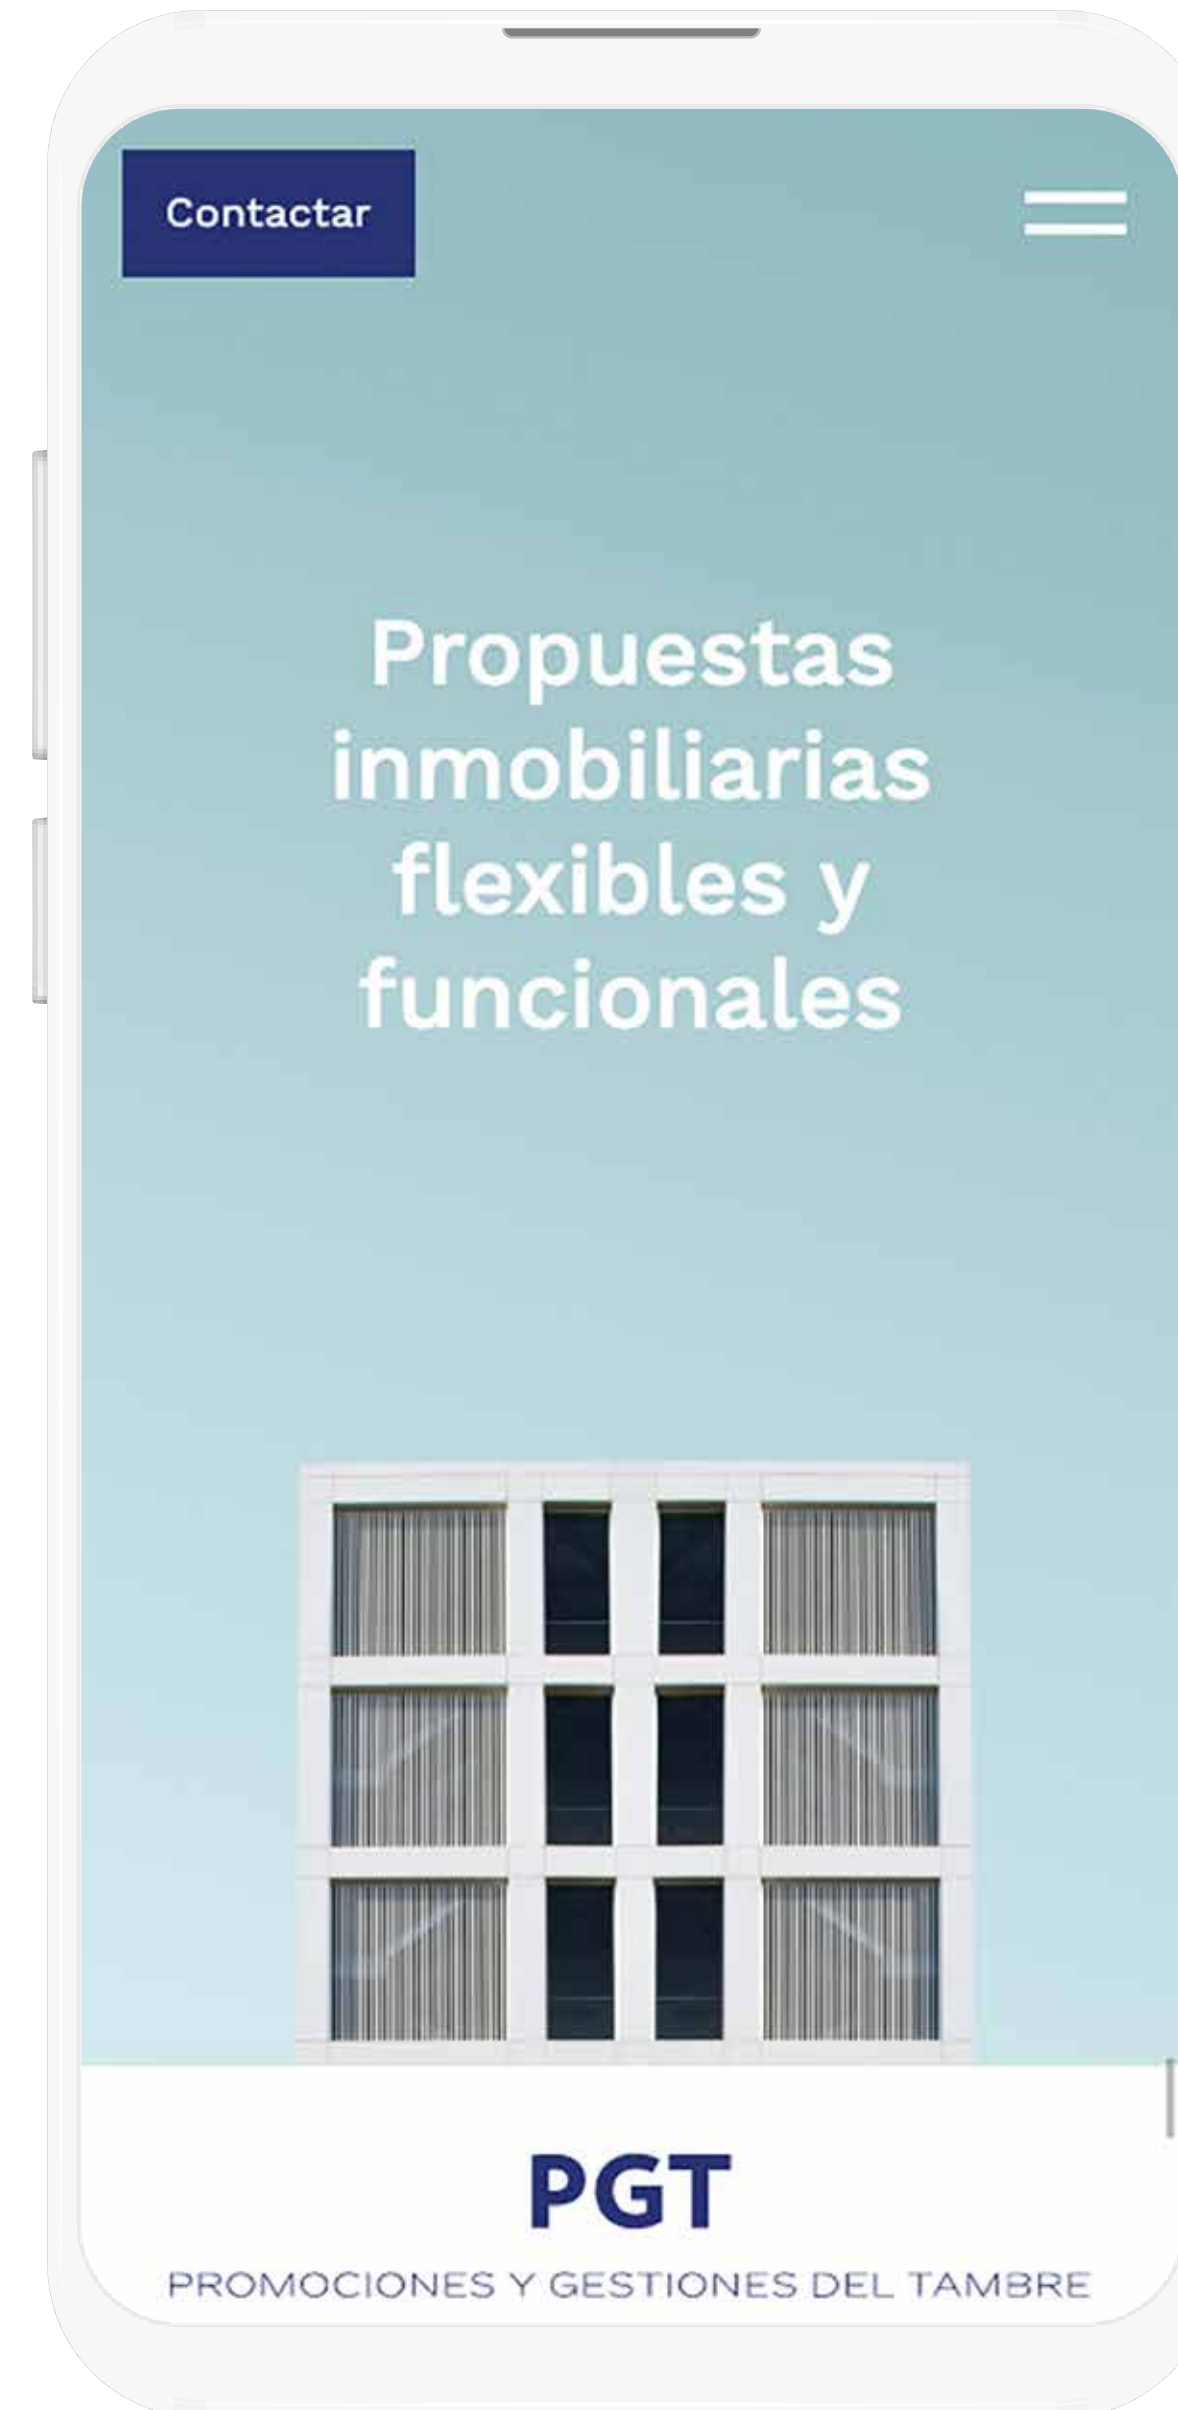 Contactar
Propuestas
inmobiliarias
flexibles y
funcionales
PGT
PROMOCIONES Y GESTIONES DEL TAMBRE